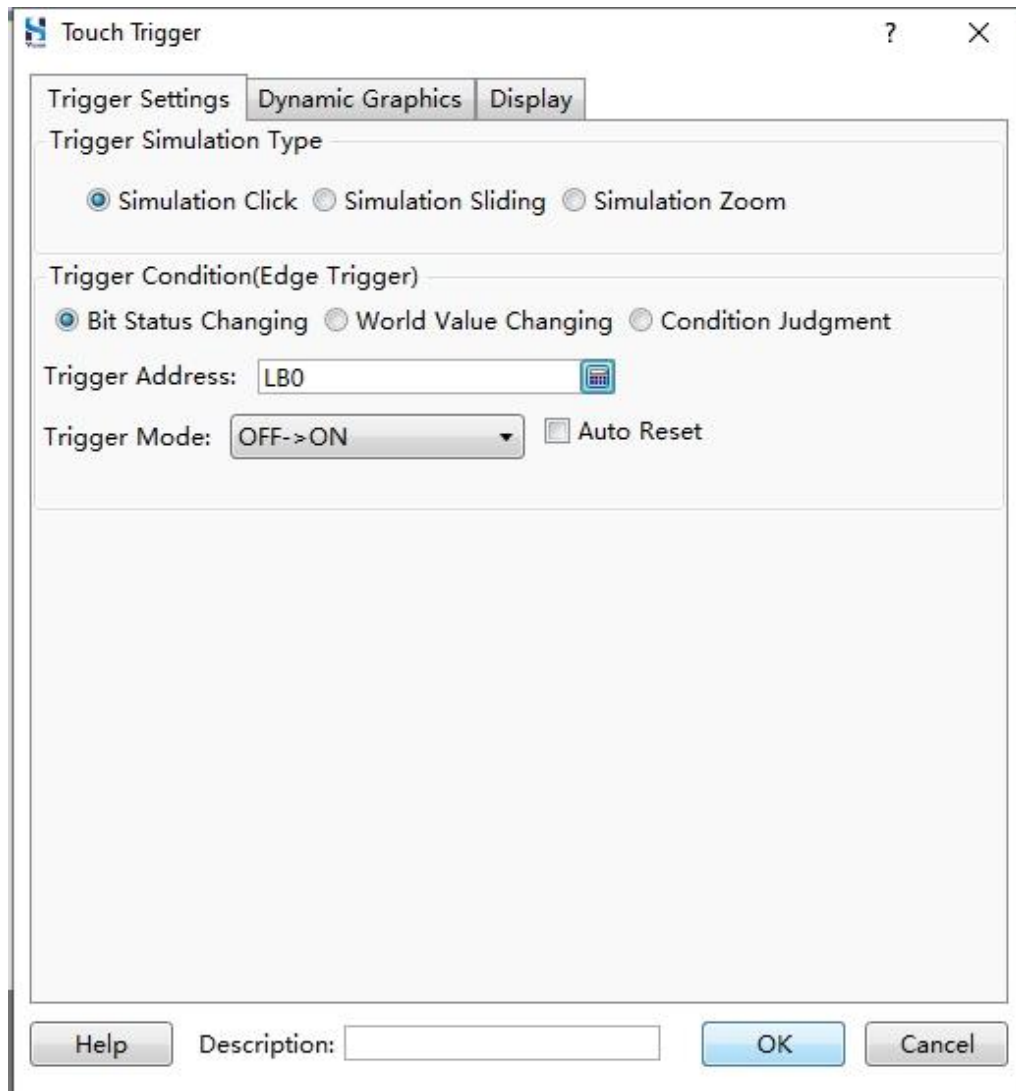 Touch Trigger
Trigger Settings Dynamic Graphics Display
Trigger Simulation Type
Simulation Click Simulation Sliding Simulation Zoom
Trigger Condition(Edge Trigger)
Bit Status Changing World Value Changing Condition Judgment
Trigger Address: LB0
Trigger Mode: OFF->ON Auto Reset
Help Description: OK Cancel